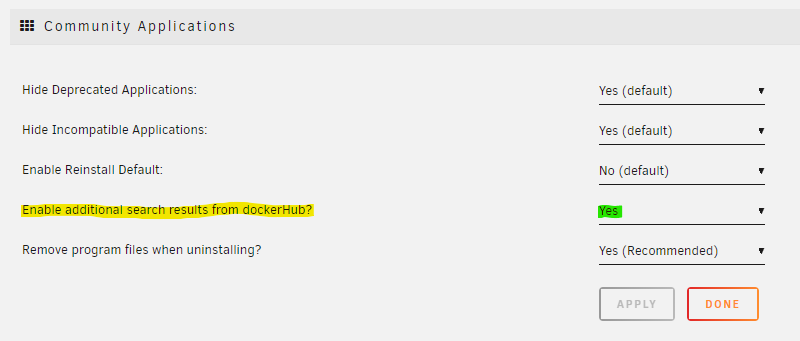 Community Applications
Hide Deprecated Applications: Yes (default)
Hide Incompatible Applications: Yes (default)
Enable Reinstall Default: No (default)
Enable additional search results from dockerHub? Yes
Remove program files when uninstalling? Yes (Recommended)
APPLY DONE